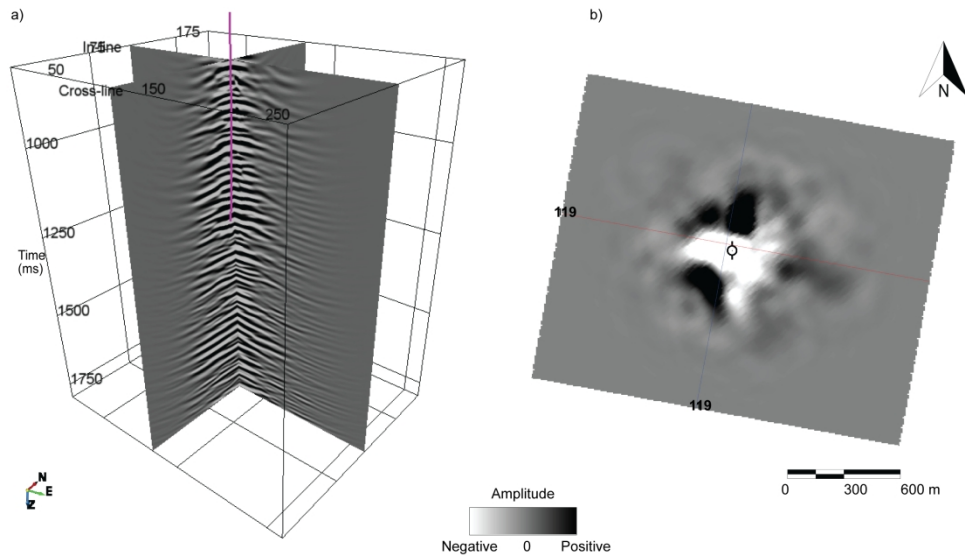 a)
b)
175
In-line
75
50
Cross-line
150
250
1000
1250
Time
(ms)
1500
1750
N
E
Z
N
119
119
0
300
600 m
Amplitude
Negative 0 Positive